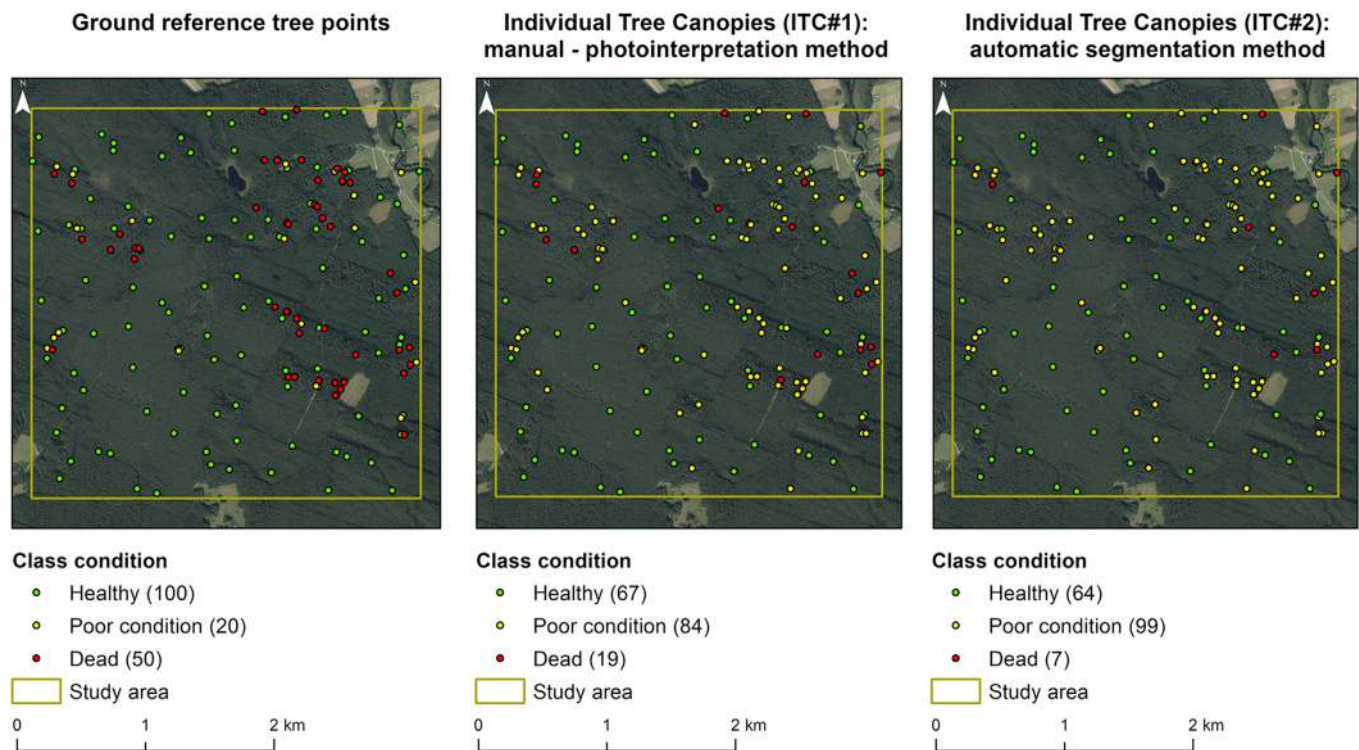 Ground reference tree points
Individual Tree Canopies (ITC#1):
manual - photointerpretation method
Individual Tree Canopies (ITC#2):
automatic segmentation method
N
N
N
Class condition
Healthy (100)
Poor condition (20)
Dead (50)
Study area
0 1 2 km
Class condition
Healthy (67)
Poor condition (84)
Dead (19)
Study area
0 1 2 km
Class condition
Healthy (64)
Poor condition (99)
Dead (7)
Study area
0 1 2 km